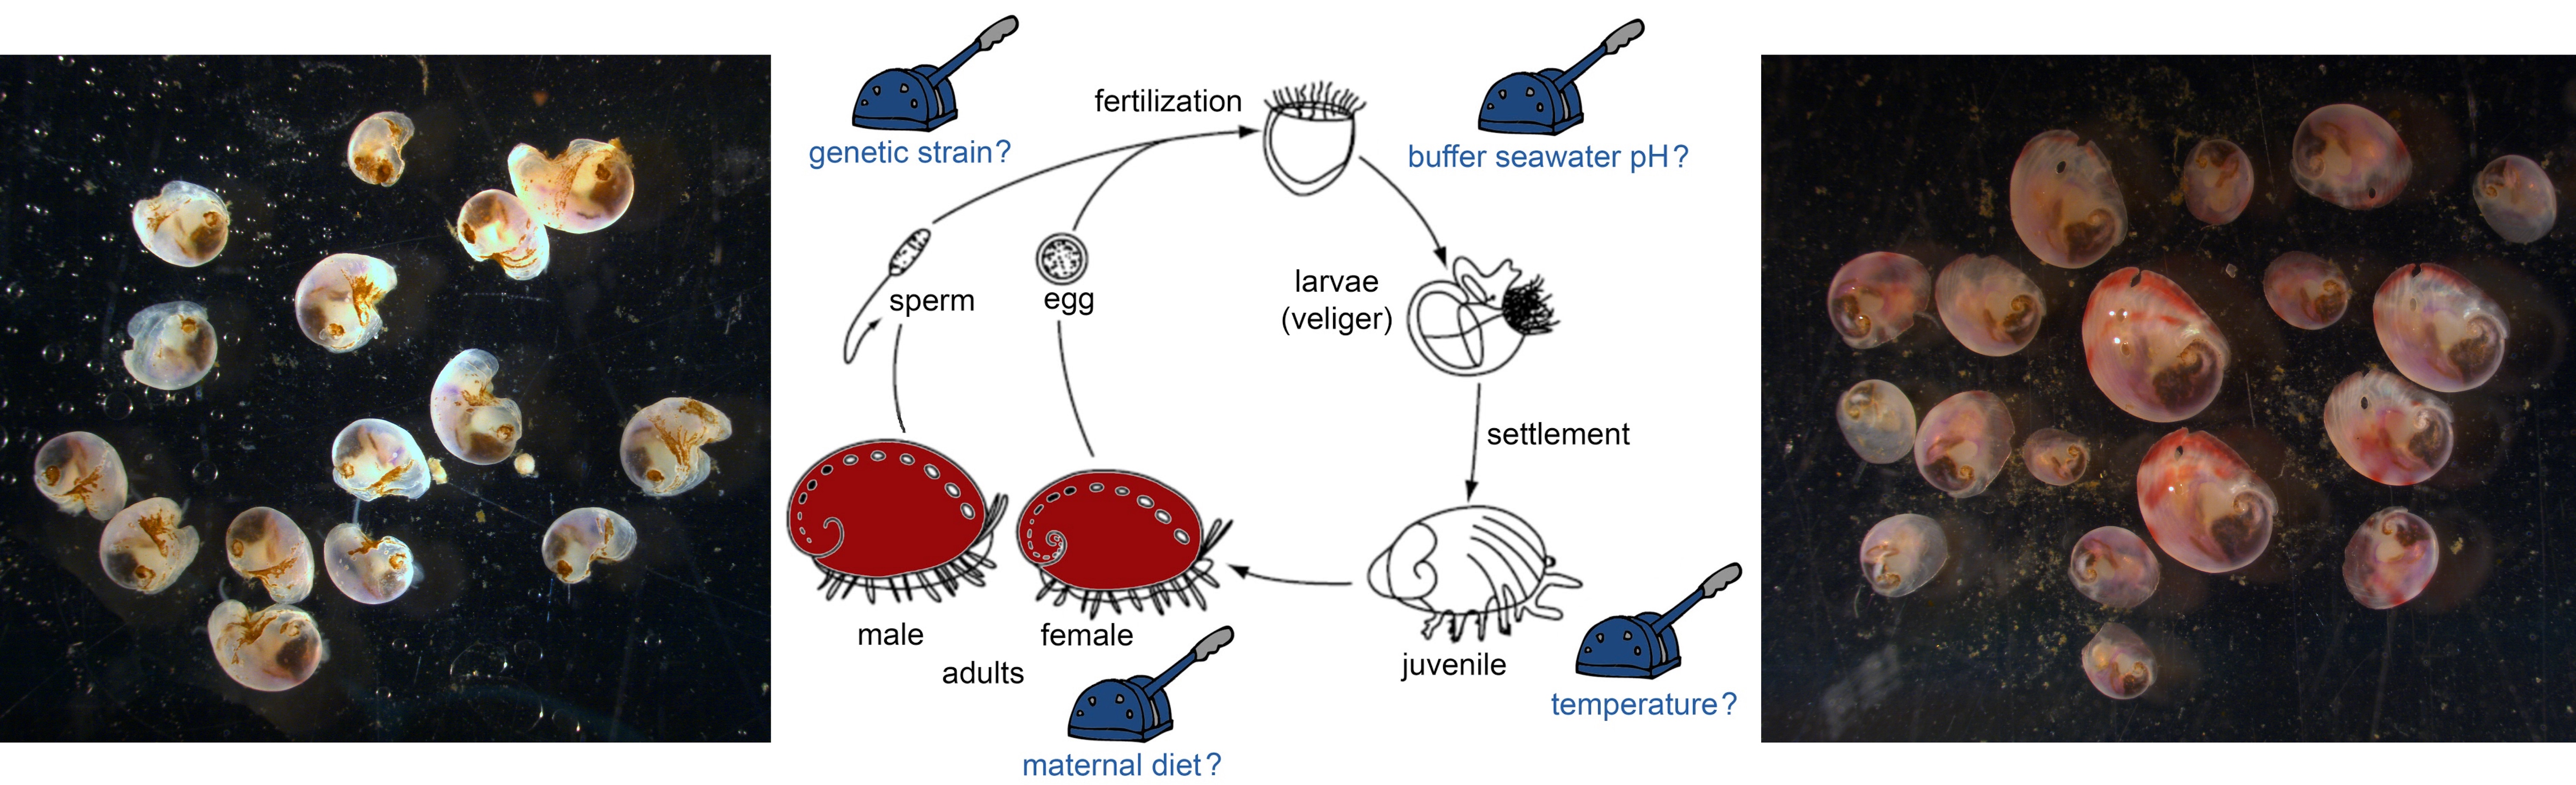 genetic strain?
fertilization
buffer seawater pH?
sperm
egg
larvae
(veliger)
settlement
male
female
adults
juvenile
maternal diet?
temperature?